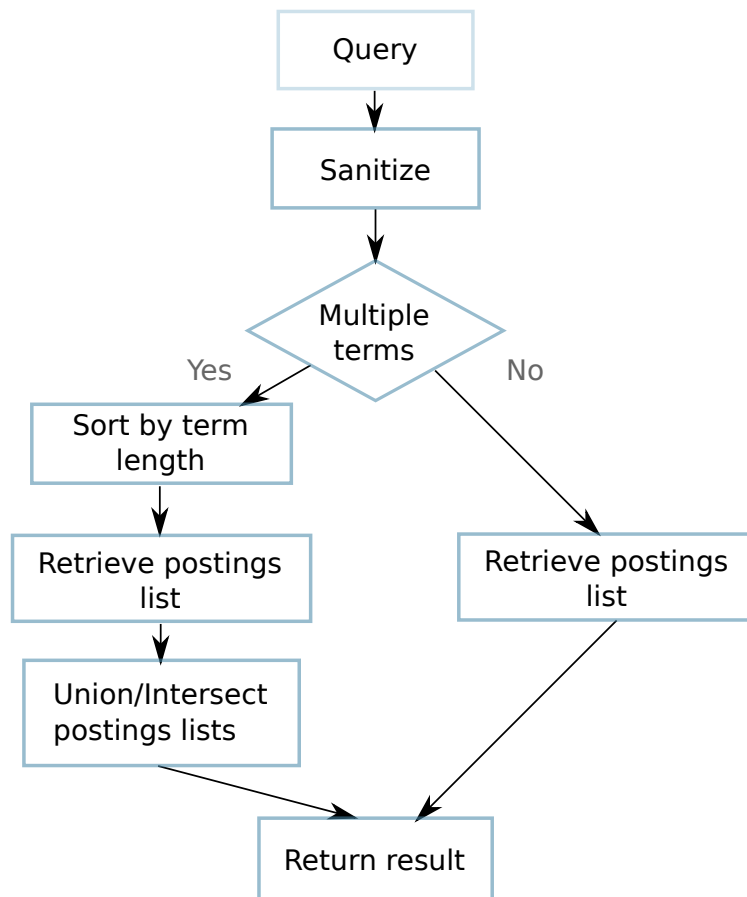 Query
Sanitize
Multiple
terms
Yes
No
Sort by term
length
Retrieve postings
list
Retrieve postings
list
Union/Intersect
postings lists
Return result